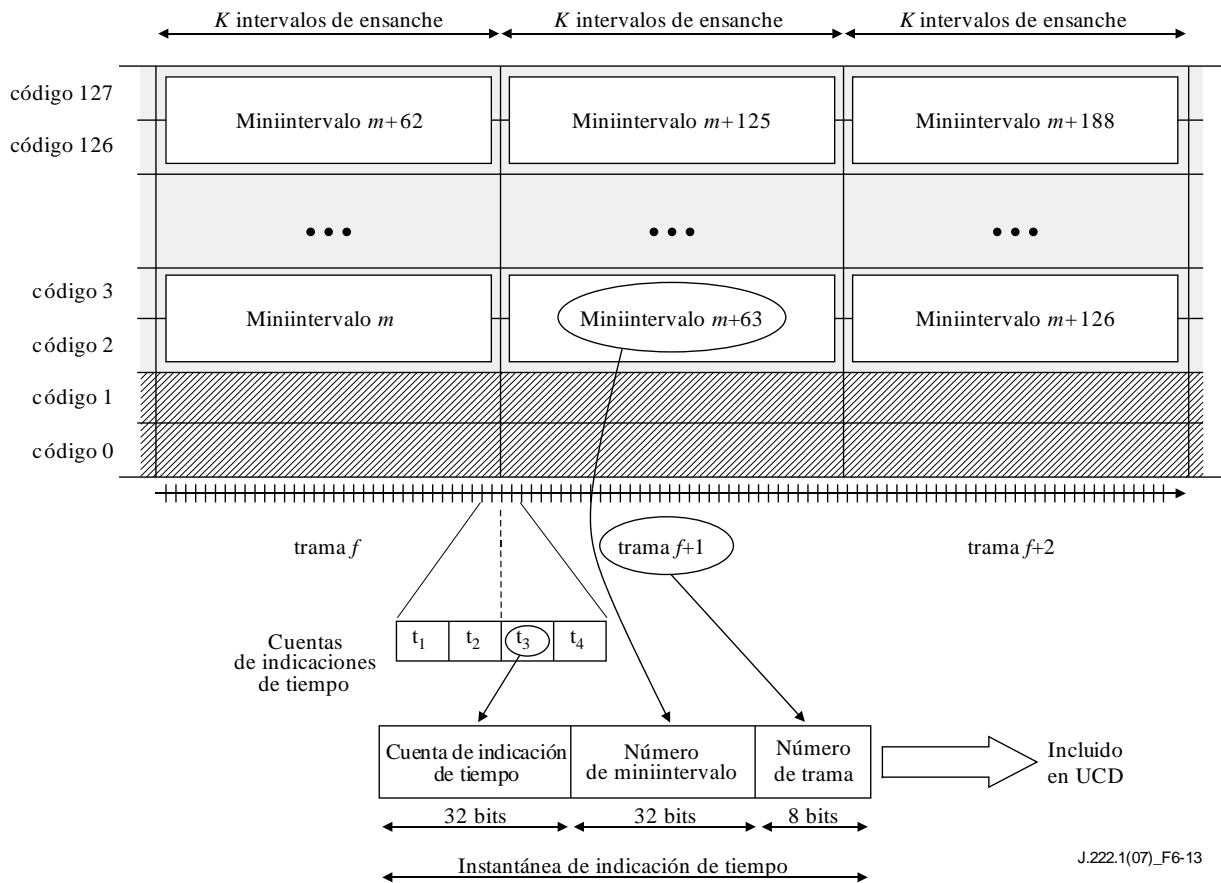 K intervalos de ensanche
K intervalos de ensanche
K intervalos de ensanche
código 127
código 126
Miniintervalo m+62
Miniintervalo m+125
Miniintervalo m+188
código 3
código 2
Miniintervalo m
Miniintervalo m+63
Miniintervalo m+126
código 1
código 0
trama f
trama f+1
trama f+2
Cuentas
de indicaciones
de tiempo
t1
t2
t3
t4
Cuenta de indicación
de tiempo
Número
de miniintervalo
Número
de trama
Incluido
en UCD
32 bits
32 bits
8 bits
Instantánea de indicación de tiempo
J.222.1(07)_F6-13